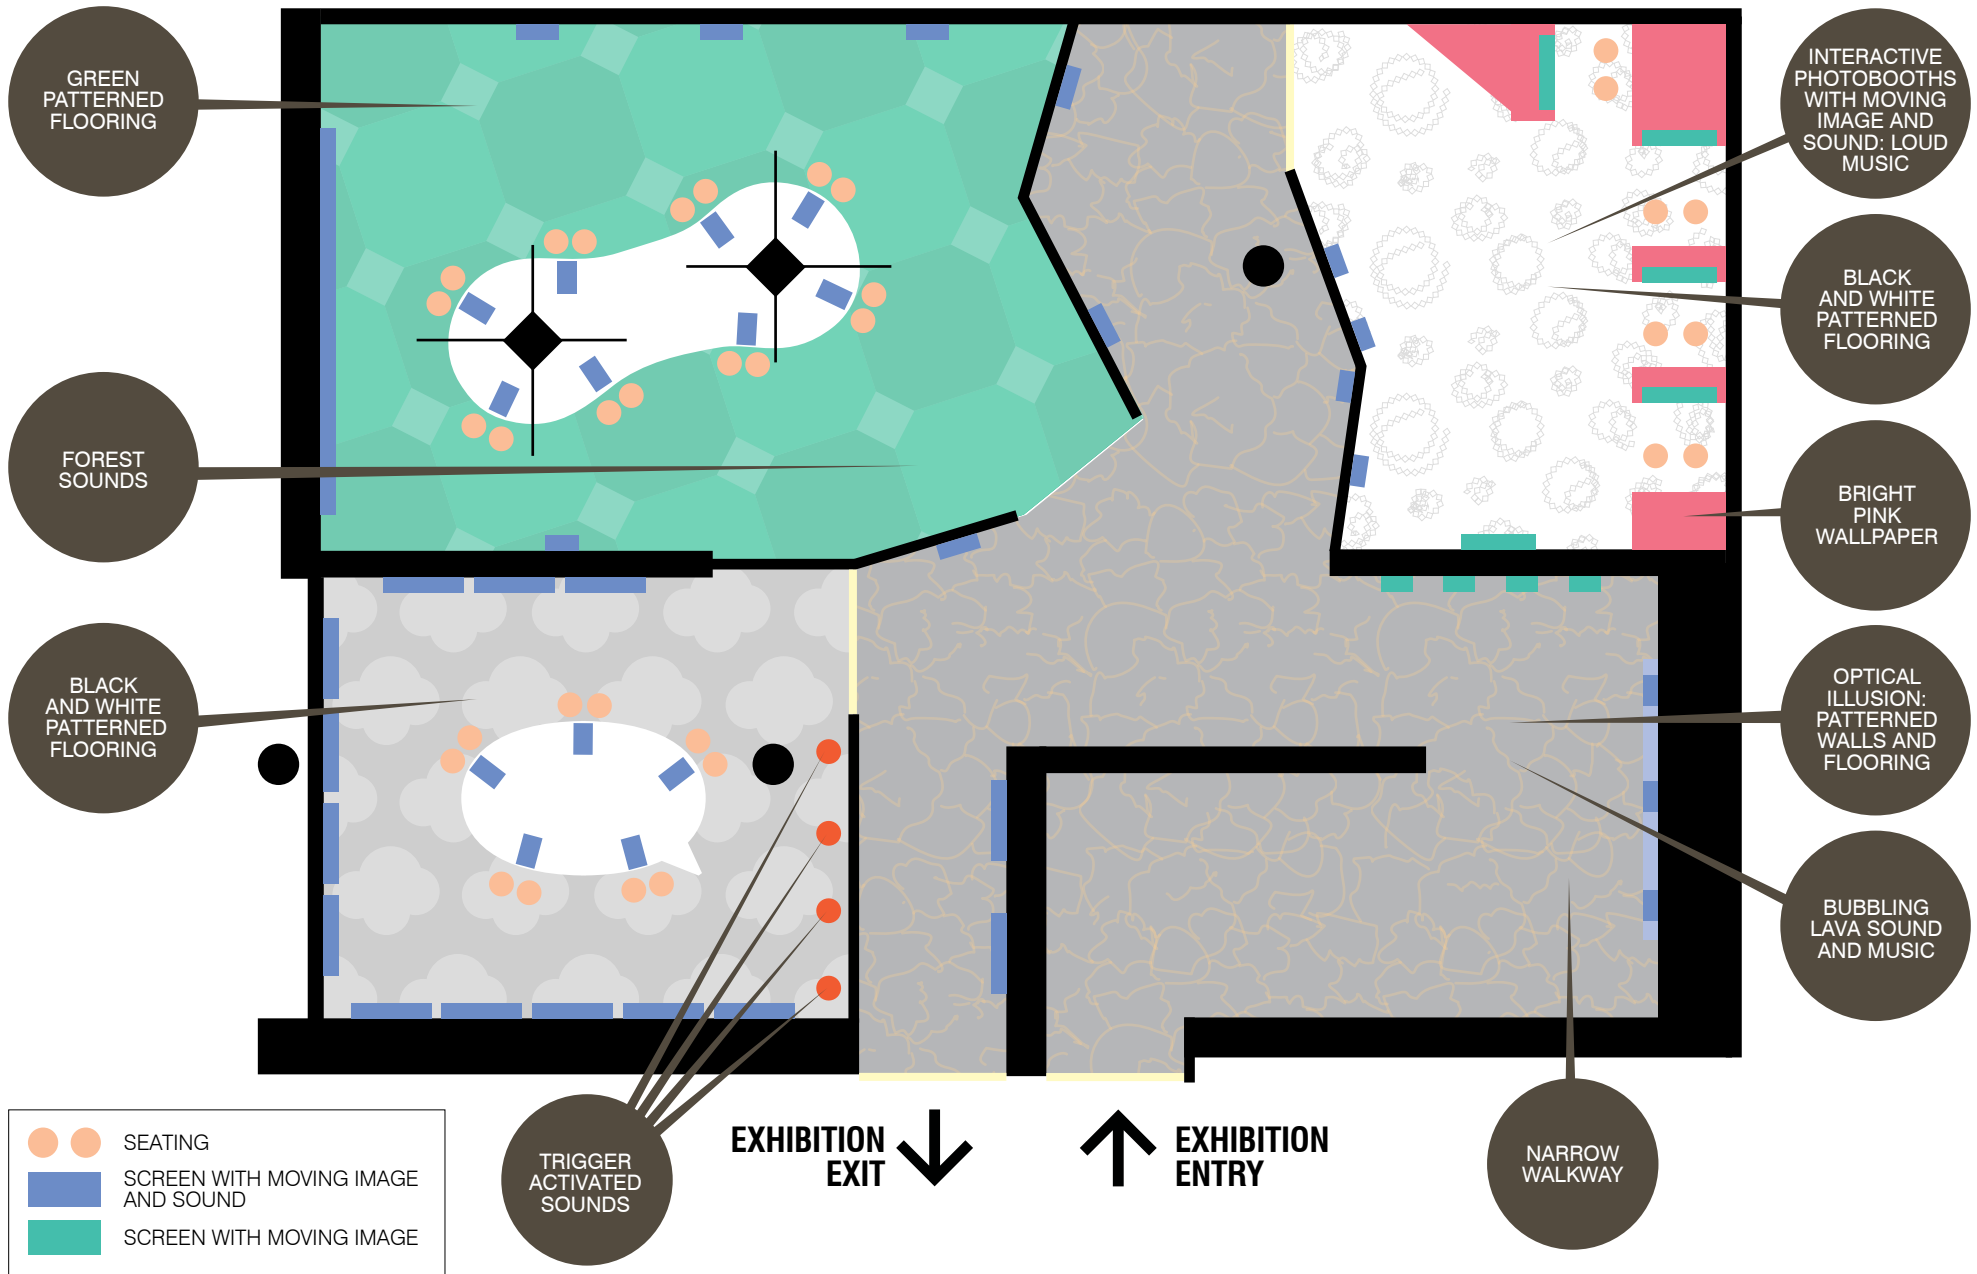 GREEN
PATTERNED
FLOORING
FOREST
SOUNDS
BLACK
AND WHITE
PATTERNED
FLOORING
INTERACTIVE
PHOTOBOOTHS
WITH MOVING
IMAGE AND
SOUND: LOUD
MUSIC
BLACK
AND WHITE
PATTERNED
FLOORING
BRIGHT
PINK
WALLPAPER
OPTICAL
ILLUSION:
PATTERNED
WALLS AND
FLOORING
BUBBLING
LAVA SOUND
AND MUSIC
NARROW
WALKWAY
TRIGGER
ACTIVATED
SOUNDS
EXHIBITION
EXIT
EXHIBITION
ENTRY
SEATING
SCREEN WITH MOVING IMAGE
AND SOUND
SCREEN WITH MOVING IMAGE